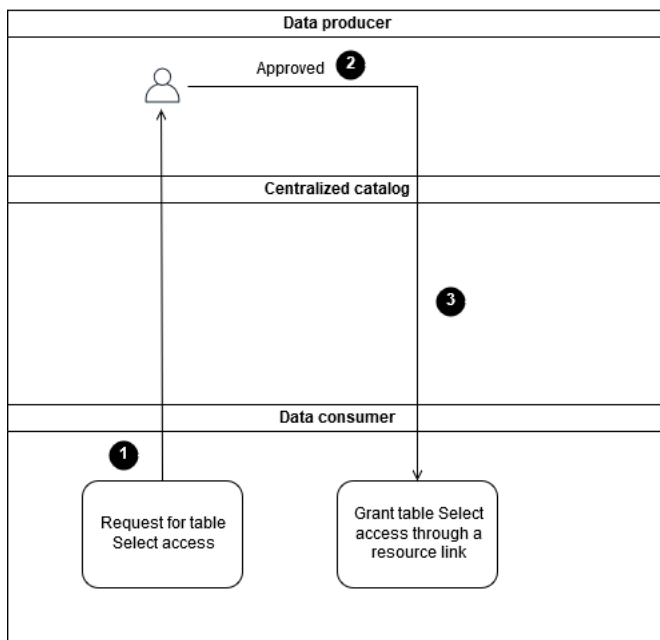 Data producer
Approved 2
Centralized catalog
3
Data consumer
1
Request for table
Select access
Grant table Select
access through a
resource link